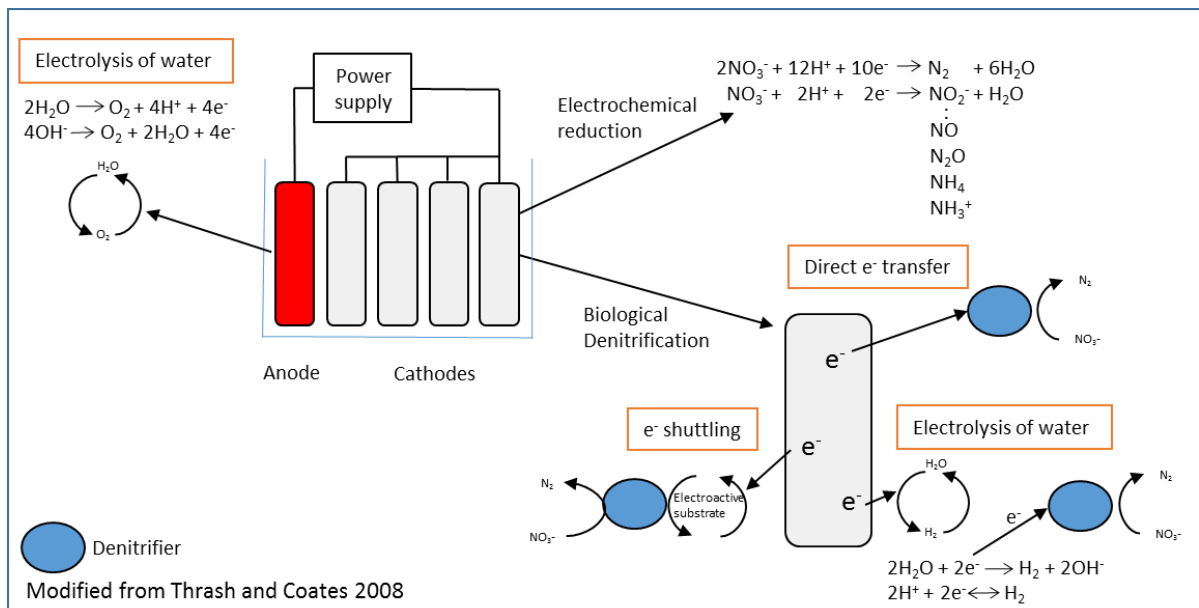 Electrolysis of water
2H₂O → O₂ + 4H⁺ + 4e⁻
4OH⁻ → O₂ + 2H₂O + 4e⁻
H₂O
O₂
Power
supply
Anode
Cathodes
Electrochemical
reduction
2NO₃⁻ + 12H⁺ + 10e⁻ → N₂ + 6H₂O
NO₃⁻ + 2H⁺ + 2e⁻ → NO₂⁻ + H₂O
NO
N₂O
NH₄
NH₃⁺
Biological
Denitrification
Direct e⁻ transfer
e⁻
N₂
NO₃⁻
e⁻ shuttling
e⁻
N₂
NO₃⁻
Electroactive
substrate
Electrolysis of water
e⁻
H₂O
H₂
e⁻
N₂
NO₃⁻
2H₂O + 2e⁻ → H₂ + 2OH⁻
2H⁺ + 2e⁻ ↔ H₂
Denitrifier
Modified from Thrash and Coates 2008